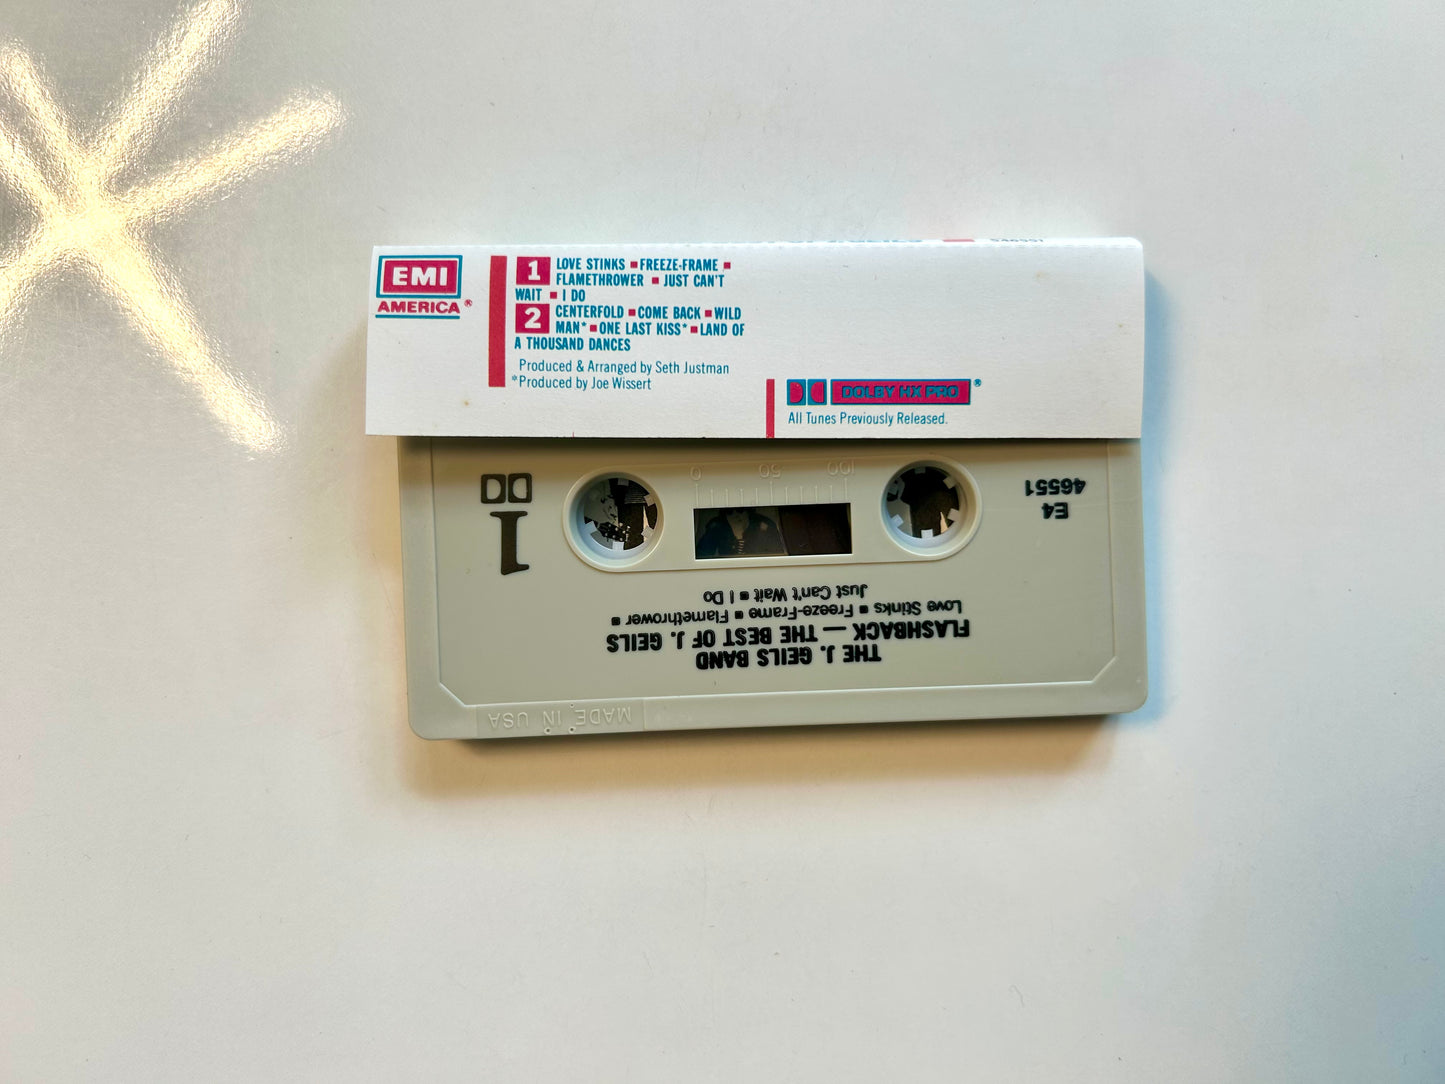 EMI
AMERICA®
1 LOVE STINKS ■ FREEZE-FRAME ■
FLAMETHROWER ■ JUST CAN'T
WAIT ■ I DO
2 CENTERFOLD ■ COME BACK ■ WILD
MAN* ■ ONE LAST KISS* ■ LAND OF
A THOUSAND DANCES
Produced & Arranged by Seth Justman
*Produced by Joe Wissert
DOLBY HX PRO®
All Tunes Previously Released.
THE J. GEILS BAND
FLASHBACK — THE BEST OF J. GEILS
Love Stinks ■ Freeze-Frame ■ Flamethrower ■
Just Can't Wait ■ I Do
E4
46551
1
0 50 100
MADE IN USA